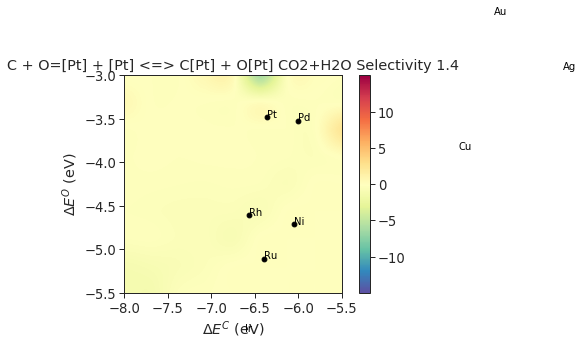 Au
Ag
C + O=[Pt] + [Pt] <=> C[Pt] + O[Pt] CO2+H2O Selectivity 1.4
−3.0
−3.5
−4.0
−4.5
−5.0
−5.5
ΔE^O (eV)
Pt
Pd
Rh
Ni
Ru
Cu
10
5
0
−5
−10
−8.0 −7.5 −7.0 −6.5 −6.0 −5.5
ΔE^C (eV)